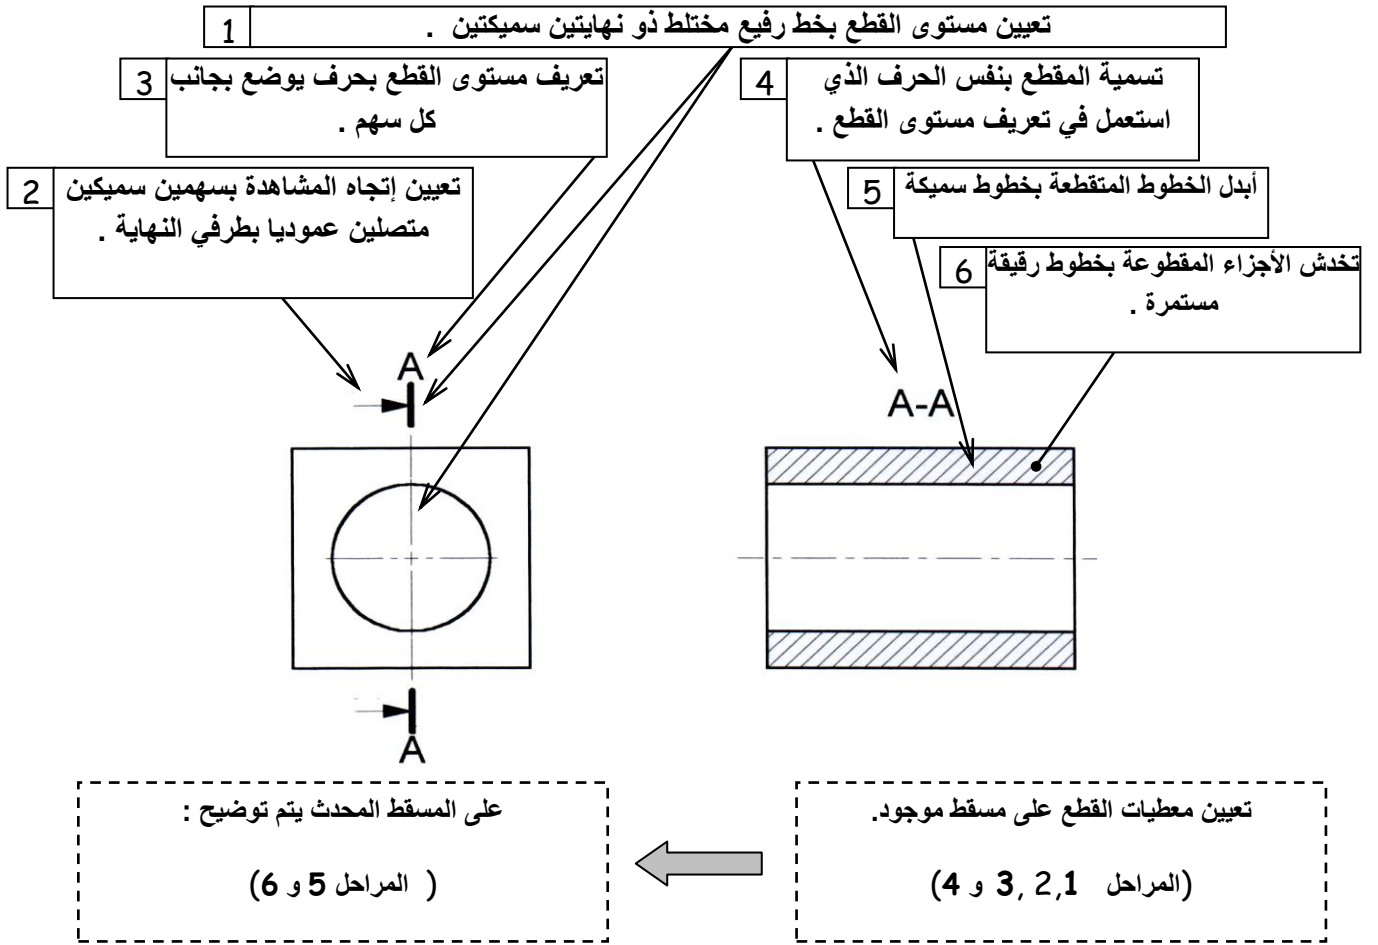 1 تعيين مستوى القطع بخط رفيع مختلط ذو نهايتين سميكتين .
3 تعريف مستوى القطع بحرف يوضع بجانب
كل سهم .
4 تسمية المقطع بنفس الحرف الذي
استعمل في تعريف مستوى القطع .
2 تعيين إتجاه المشاهدة بسهمين سميكين
متصلين عموديا بطرفي النهاية .
5 أبدل الخطوط المتقطعة بخطوط سميكة
6 تخدش الأجزاء المقطوعة بخطوط رقيقة
مستمرة .
A
A-A
A
تعيين معطيات القطع على مسقط موجود.
(المراحل 1,2, 3 و 4)
على المسقط المحدث يتم توضيح :
( المراحل 5 و 6)